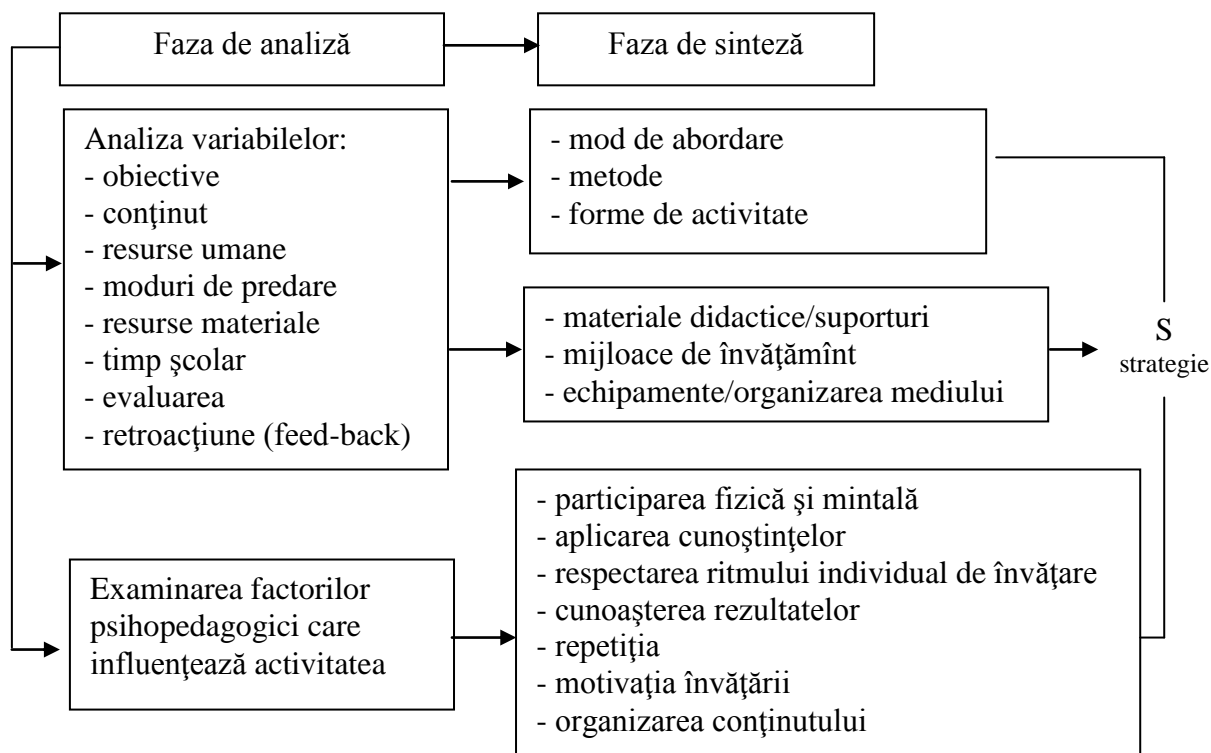 Faza de analiză
Faza de sinteză
Analiza variabilelor:
- obiective
- conţinut
- resurse umane
- moduri de predare
- resurse materiale
- timp şcolar
- evaluarea
- retroacţiune (feed-back)
- mod de abordare
- metode
- forme de activitate
- materiale didactice/suporturi
- mijloace de învăţămînt
- echipamente/organizarea mediului
S
strategie
Examinarea factorilor
psihopedagogici care
influenţează activitatea
- participarea fizică şi mintală
- aplicarea cunoştinţelor
- respectarea ritmului individual de învăţare
- cunoaşterea rezultatelor
- repetiţia
- motivaţia învăţării
- organizarea conţinutului